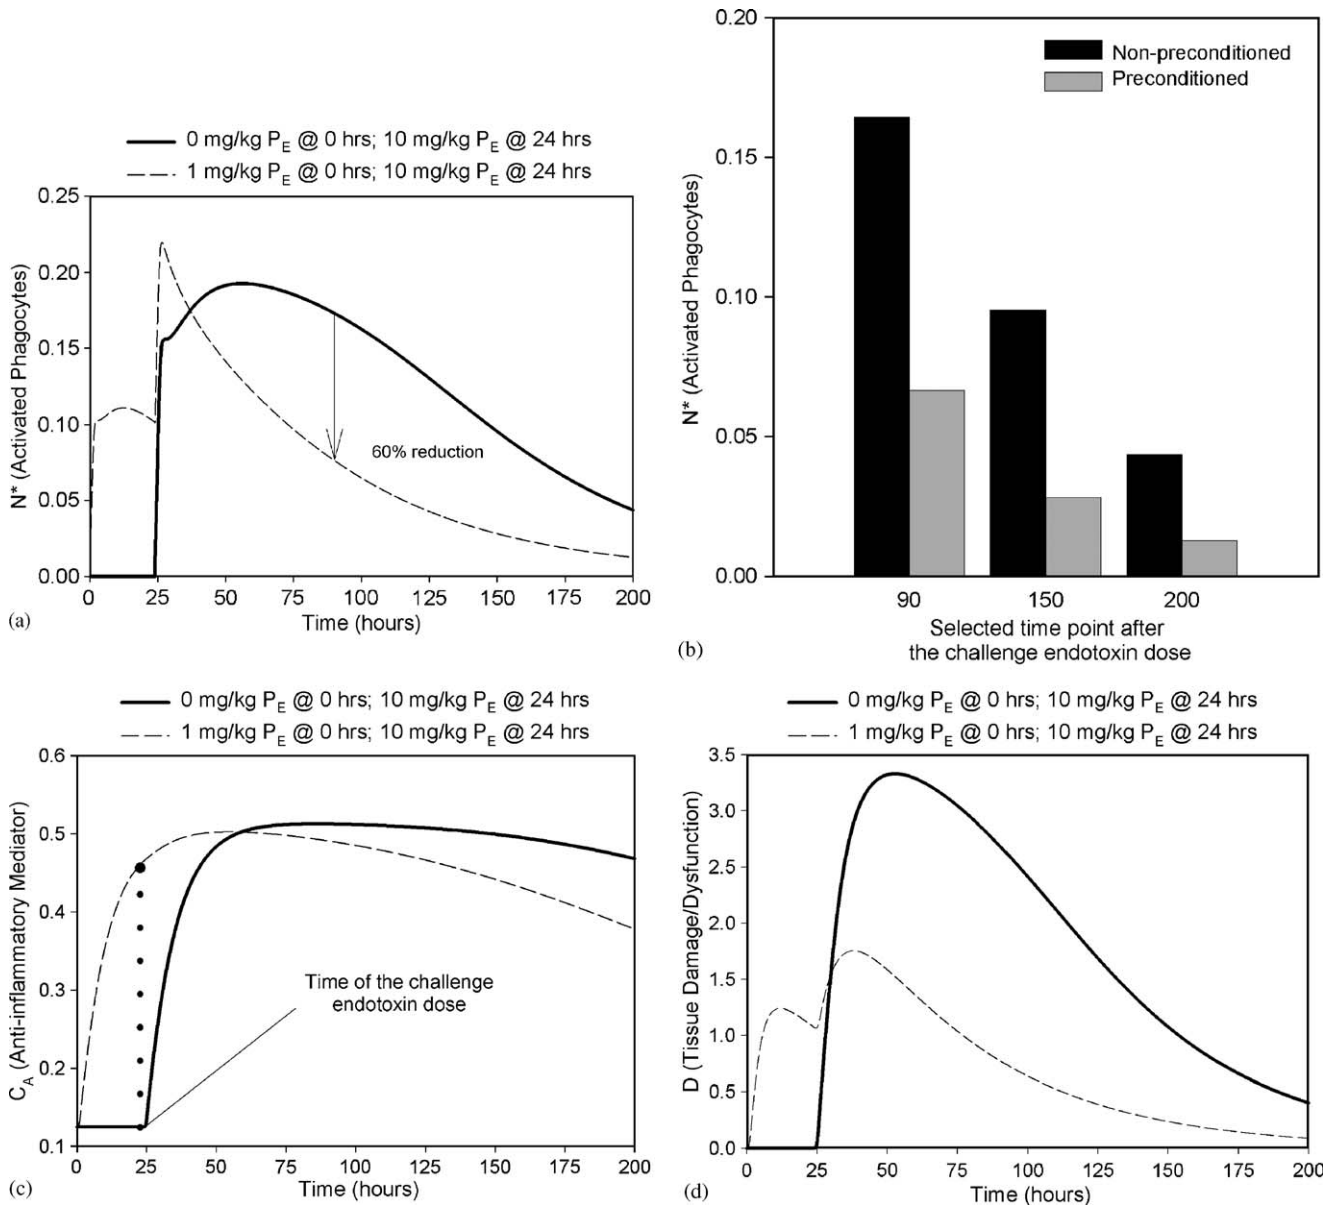 0 mg/kg P_E @ 0 hrs; 10 mg/kg P_E @ 24 hrs
1 mg/kg P_E @ 0 hrs; 10 mg/kg P_E @ 24 hrs
N* (Activated Phagocytes)
0.25
0.20
0.15
0.10
0.05
0.00
60% reduction
0 25 50 75 100 125 150 175 200
Time (hours)
(a)
Non-preconditioned
Preconditioned
N* (Activated Phagocytes)
0.20
0.15
0.10
0.05
0.00
90 150 200
Selected time point after
the challenge endotoxin dose
(b)
0 mg/kg P_E @ 0 hrs; 10 mg/kg P_E @ 24 hrs
1 mg/kg P_E @ 0 hrs; 10 mg/kg P_E @ 24 hrs
C_A (Anti-inflammatory Mediator)
0.6
0.5
0.4
0.3
0.2
0.1
Time of the challenge
endotoxin dose
0 25 50 75 100 125 150 175 200
Time (hours)
(c)
0 mg/kg P_E @ 0 hrs; 10 mg/kg P_E @ 24 hrs
1 mg/kg P_E @ 0 hrs; 10 mg/kg P_E @ 24 hrs
D (Tissue Damage/Dysfunction)
3.5
3.0
2.5
2.0
1.5
1.0
0.5
0.0
0 25 50 75 100 125 150 175 200
Time (hours)
(d)